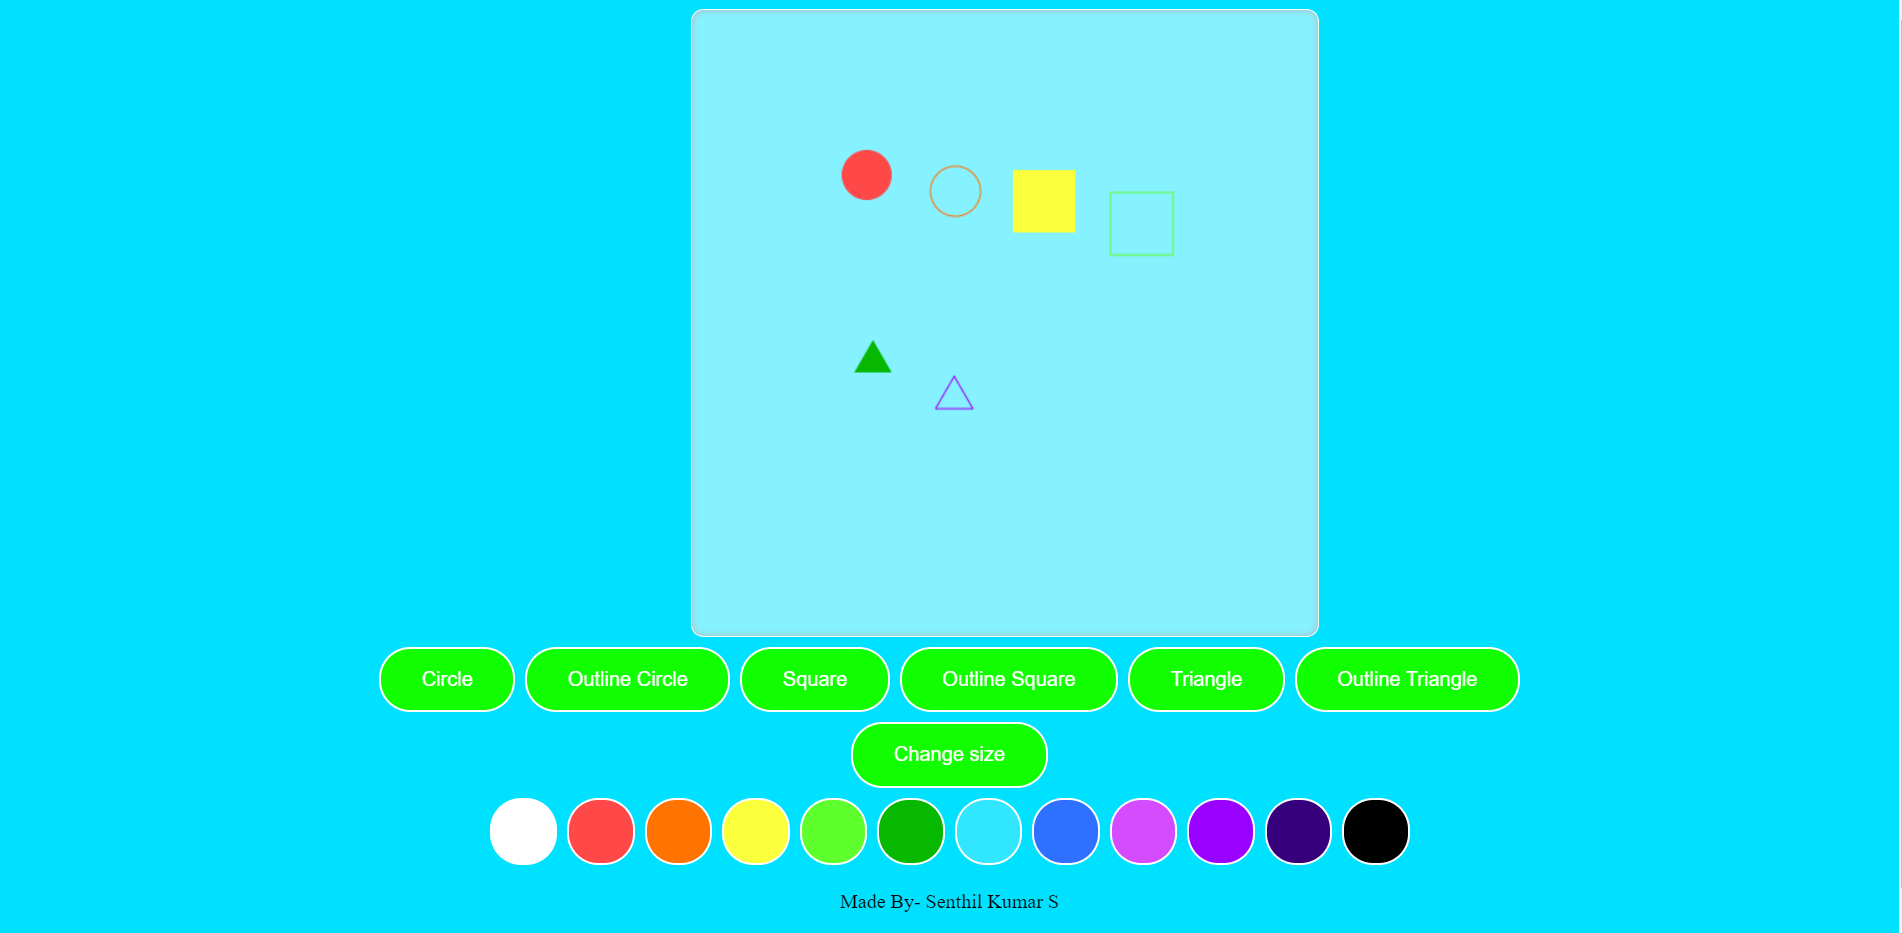 Circle Outline Circle Square Outline Square Triangle Outline Triangle
Change size
Made By- Senthil Kumar S